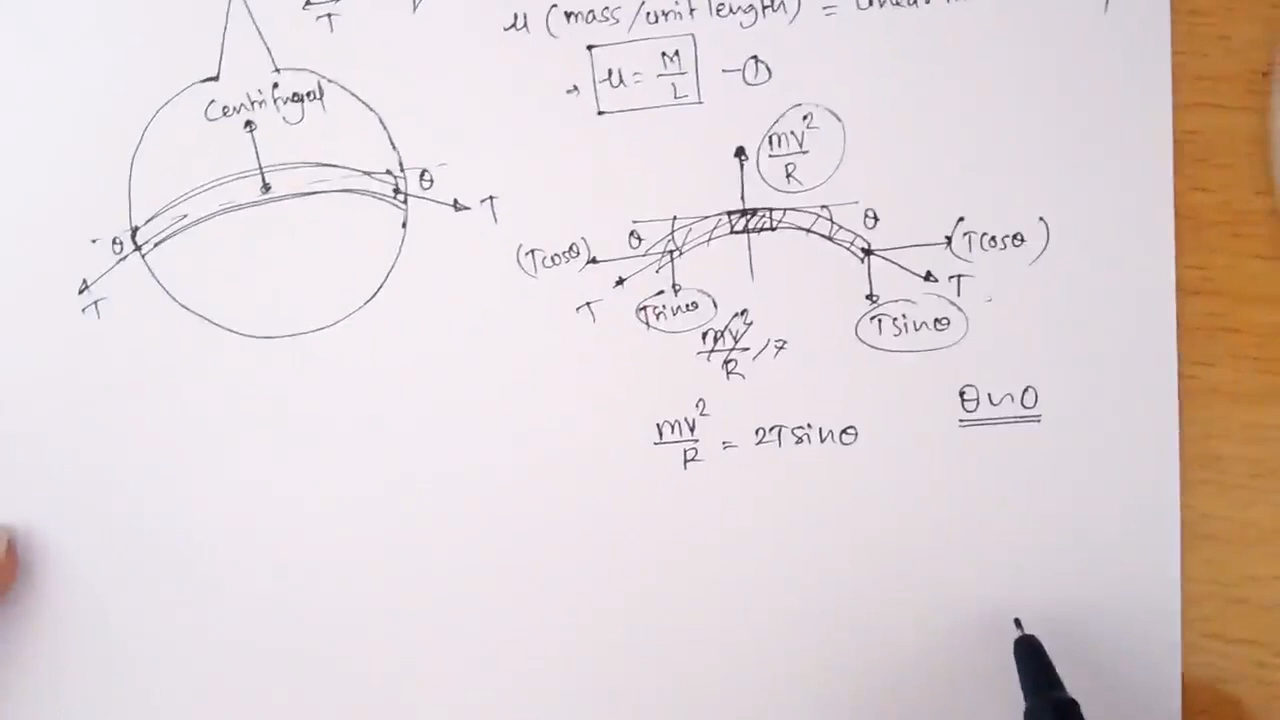 T
μ (mass/unit length) =
Centrifugal
θ
T
θ
T
→ μ = M/L -①
mv²/R
θ
θ
(Tcosθ)
(Tcosθ)
T
T
Tsinθ
Tsinθ
mv²/R
mv²/R = 2Tsinθ
θ~0